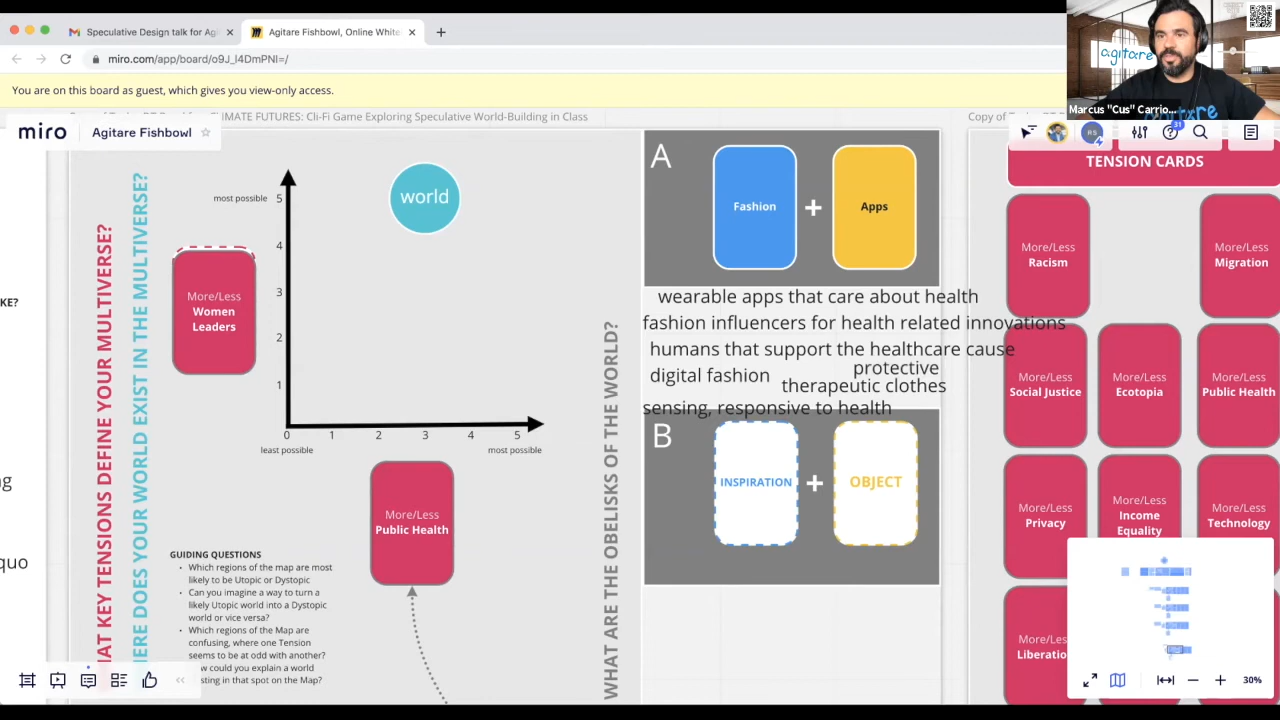 Speculative Design talk for Agi
Agitare Fishbowl, Online White
miro.com/app/board/o9J_l4DmPNI=/
You are on this board as guest, which gives you view-only access.
agitare
Marcus "Cus" Carrio...
CLIMATE FUTURES: Cli-Fi Game Exploring Speculative World-Building in Class
Copy of
miro
Agitare Fishbowl
31
RS
KE?
quo
WHAT KEY TENSIONS DEFINE YOUR MULTIVERSE?
WHERE DOES YOUR WORLD EXIST IN THE MULTIVERSE?
More/Less
Women
Leaders
most possible
5
4
3
2
1
0
1
2
3
4
5
least possible
most possible
world
More/Less
Public Health
GUIDING QUESTIONS
Which regions of the map are most
likely to be Utopic or Dystopic
Can you imagine a way to turn a
likely Utopic world into a Dystopic
world or vice versa?
Which regions of the Map are
confusing, where one Tension
seems to be at odd with another?
could you explain a world
in that spot on the Map?
WHAT ARE THE OBELISKS OF THE WORLD?
A
Fashion
+
Apps
wearable apps that care about health
fashion influencers for health related innovations
humans that support the healthcare cause
digital fashion
protective
therapeutic clothes
sensing, responsive to health
B
INSPIRATION
+
OBJECT
TENSION CARDS
More/Less
Racism
More/Less
Migration
More/Less
Social Justice
More/Less
Ecotopia
More/Less
Public Health
More/Less
Privacy
More/Less
Income
Equality
More/Less
Technology
More/Less
Liberatio
30%